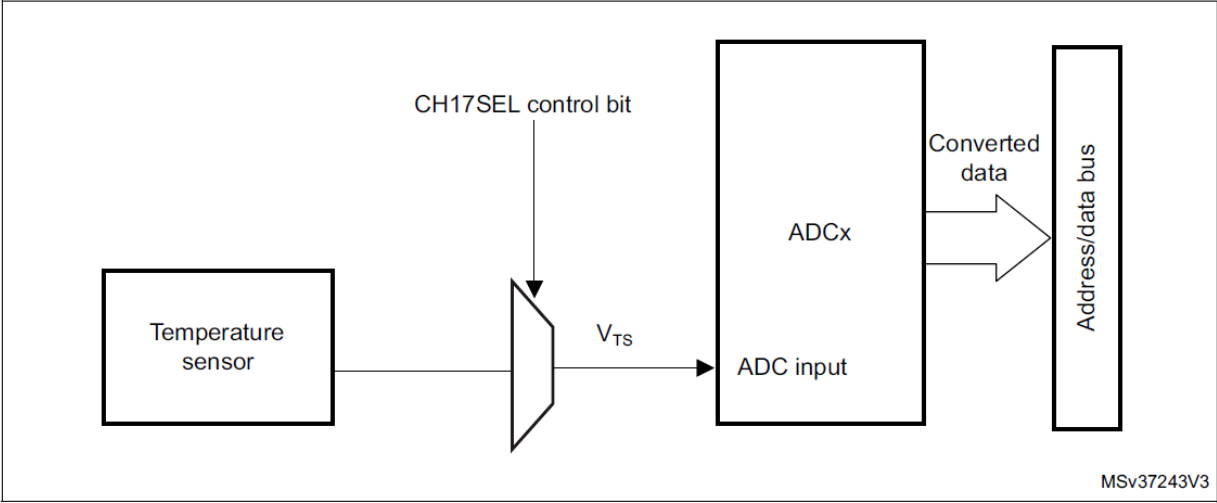 CH17SEL control bit
Converted
data
Address/data bus
ADCx
Temperature
sensor
VTS
ADC input
MSv37243V3